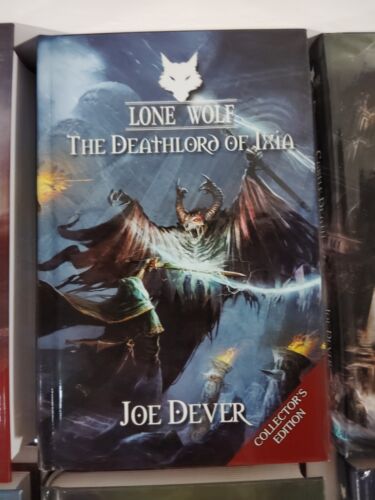 LONE WOLF
THE DEATHLORD OF IXIA
JOE DEVER
COLLECTOR'S
EDITION